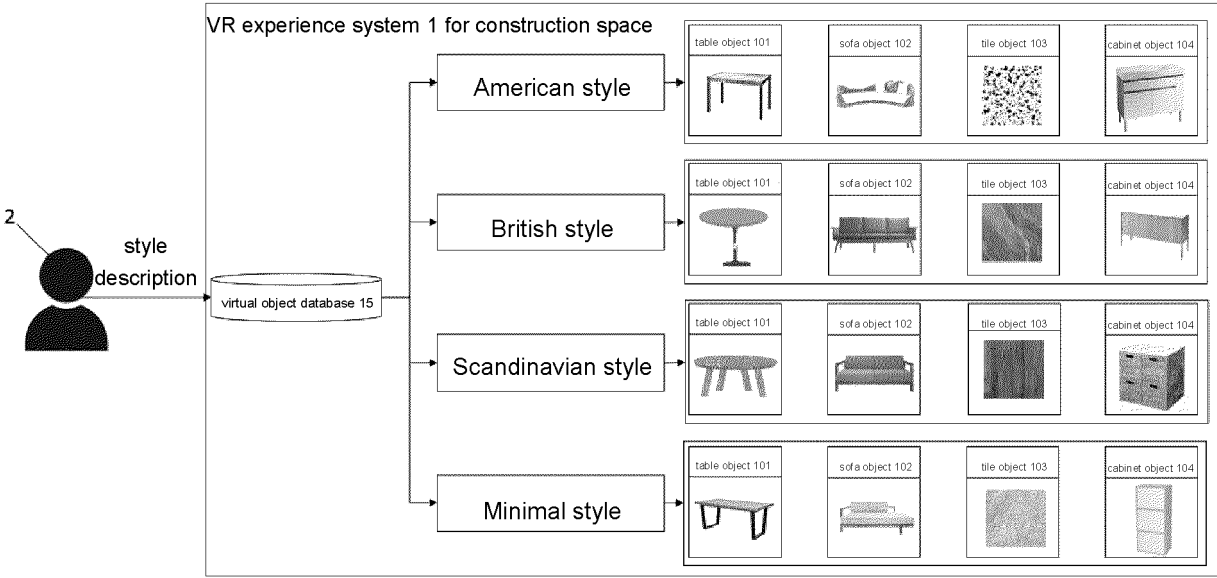 VR experience system 1 for construction space
2
style
description
virtual object database 15
American style
table object 101
sofa object 102
tile object 103
cabinet object 104
British style
table object 101
sofa object 102
tile object 103
cabinet object 104
Scandinavian style
table object 101
sofa object 102
tile object 103
cabinet object 104
Minimal style
table object 101
sofa object 102
tile object 103
cabinet object 104